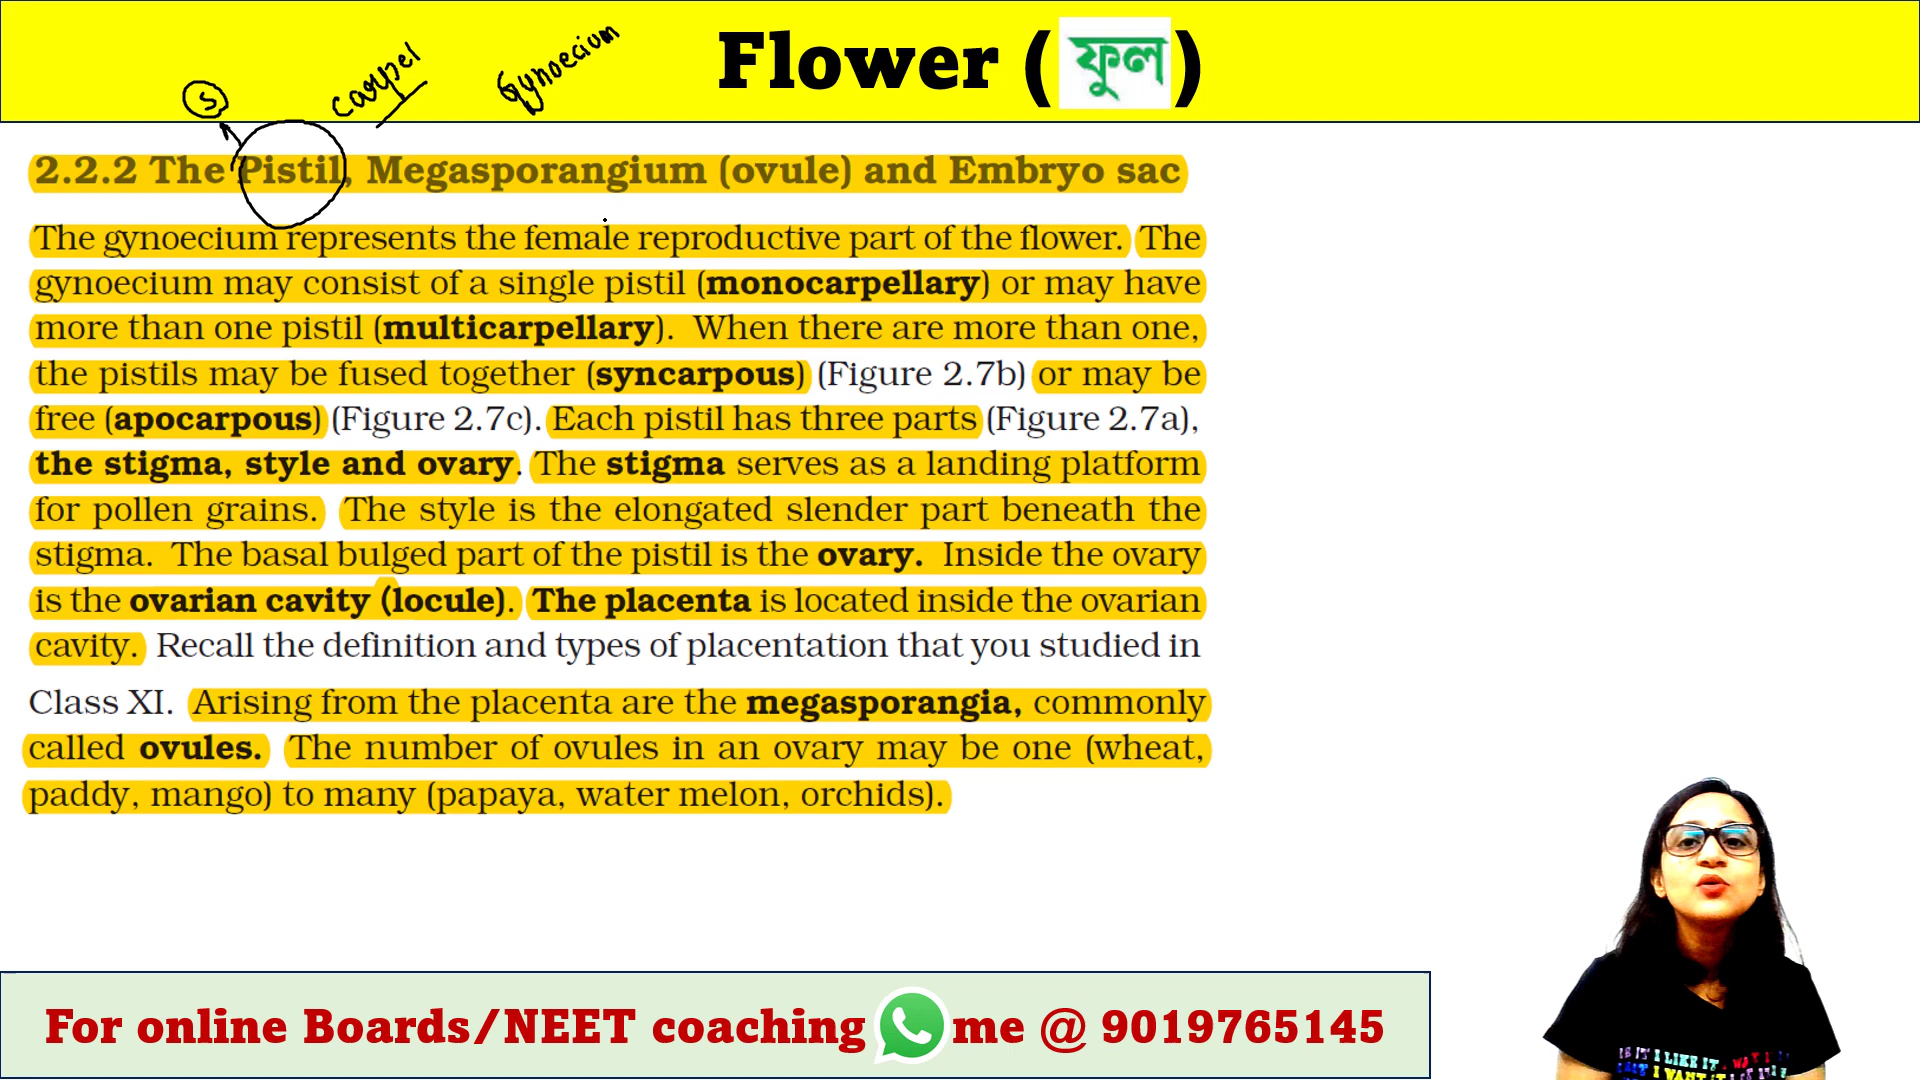 Flower (ফুল)
S
Carpel
Gynoecium
2.2.2 The Pistil, Megasporangium (ovule) and Embryo sac
The gynoecium represents the female reproductive part of the flower. The
gynoecium may consist of a single pistil (monocarpellary) or may have
more than one pistil (multicarpellary). When there are more than one,
the pistils may be fused together (syncarpous) (Figure 2.7b) or may be
free (apocarpous) (Figure 2.7c). Each pistil has three parts (Figure 2.7a),
the stigma, style and ovary. The stigma serves as a landing platform
for pollen grains. The style is the elongated slender part beneath the
stigma. The basal bulged part of the pistil is the ovary. Inside the ovary
is the ovarian cavity (locule). The placenta is located inside the ovarian
cavity. Recall the definition and types of placentation that you studied in
Class XI. Arising from the placenta are the megasporangia, commonly
called ovules. The number of ovules in an ovary may be one (wheat,
paddy, mango) to many (papaya, water melon, orchids).
For online Boards/NEET coaching me @ 9019765145